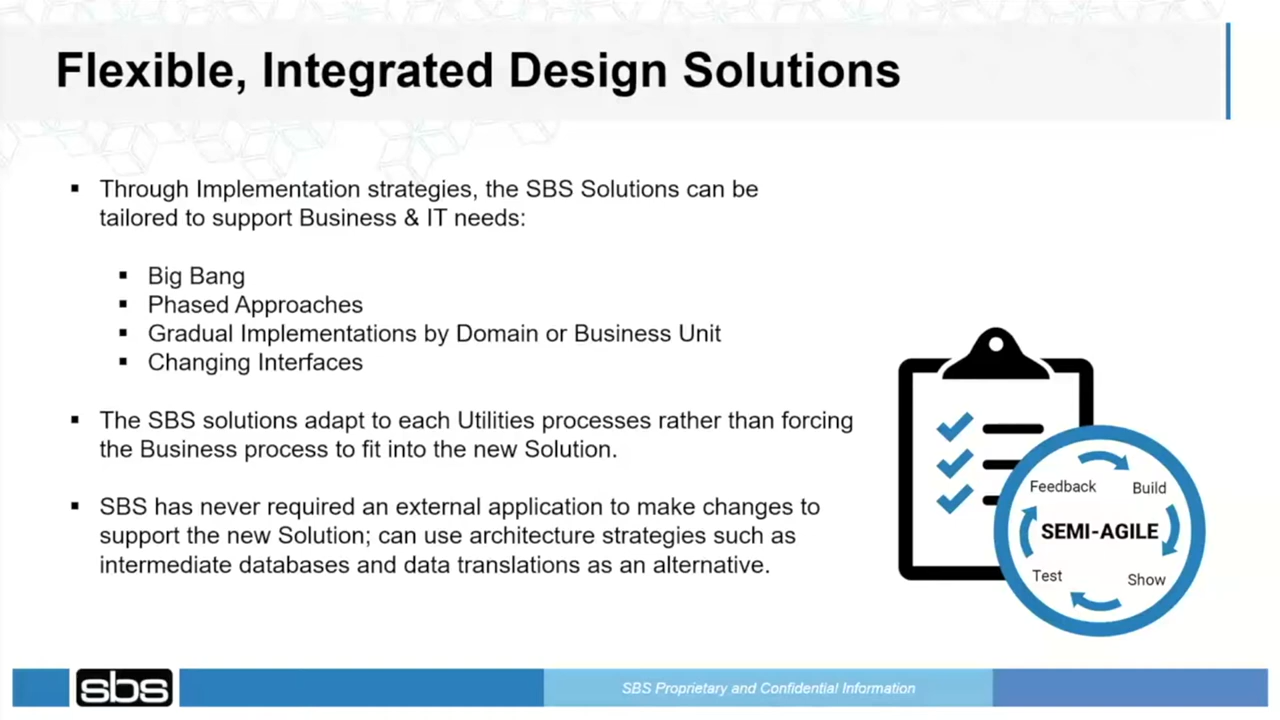 Flexible, Integrated Design Solutions
▪ Through Implementation strategies, the SBS Solutions can be
tailored to support Business & IT needs:
▪ Big Bang
▪ Phased Approaches
▪ Gradual Implementations by Domain or Business Unit
▪ Changing Interfaces
▪ The SBS solutions adapt to each Utilities processes rather than forcing
the Business process to fit into the new Solution.
▪ SBS has never required an external application to make changes to
support the new Solution; can use architecture strategies such as
intermediate databases and data translations as an alternative.
Feedback Build
SEMI-AGILE
Test Show
sbs
SBS Proprietary and Confidential Information